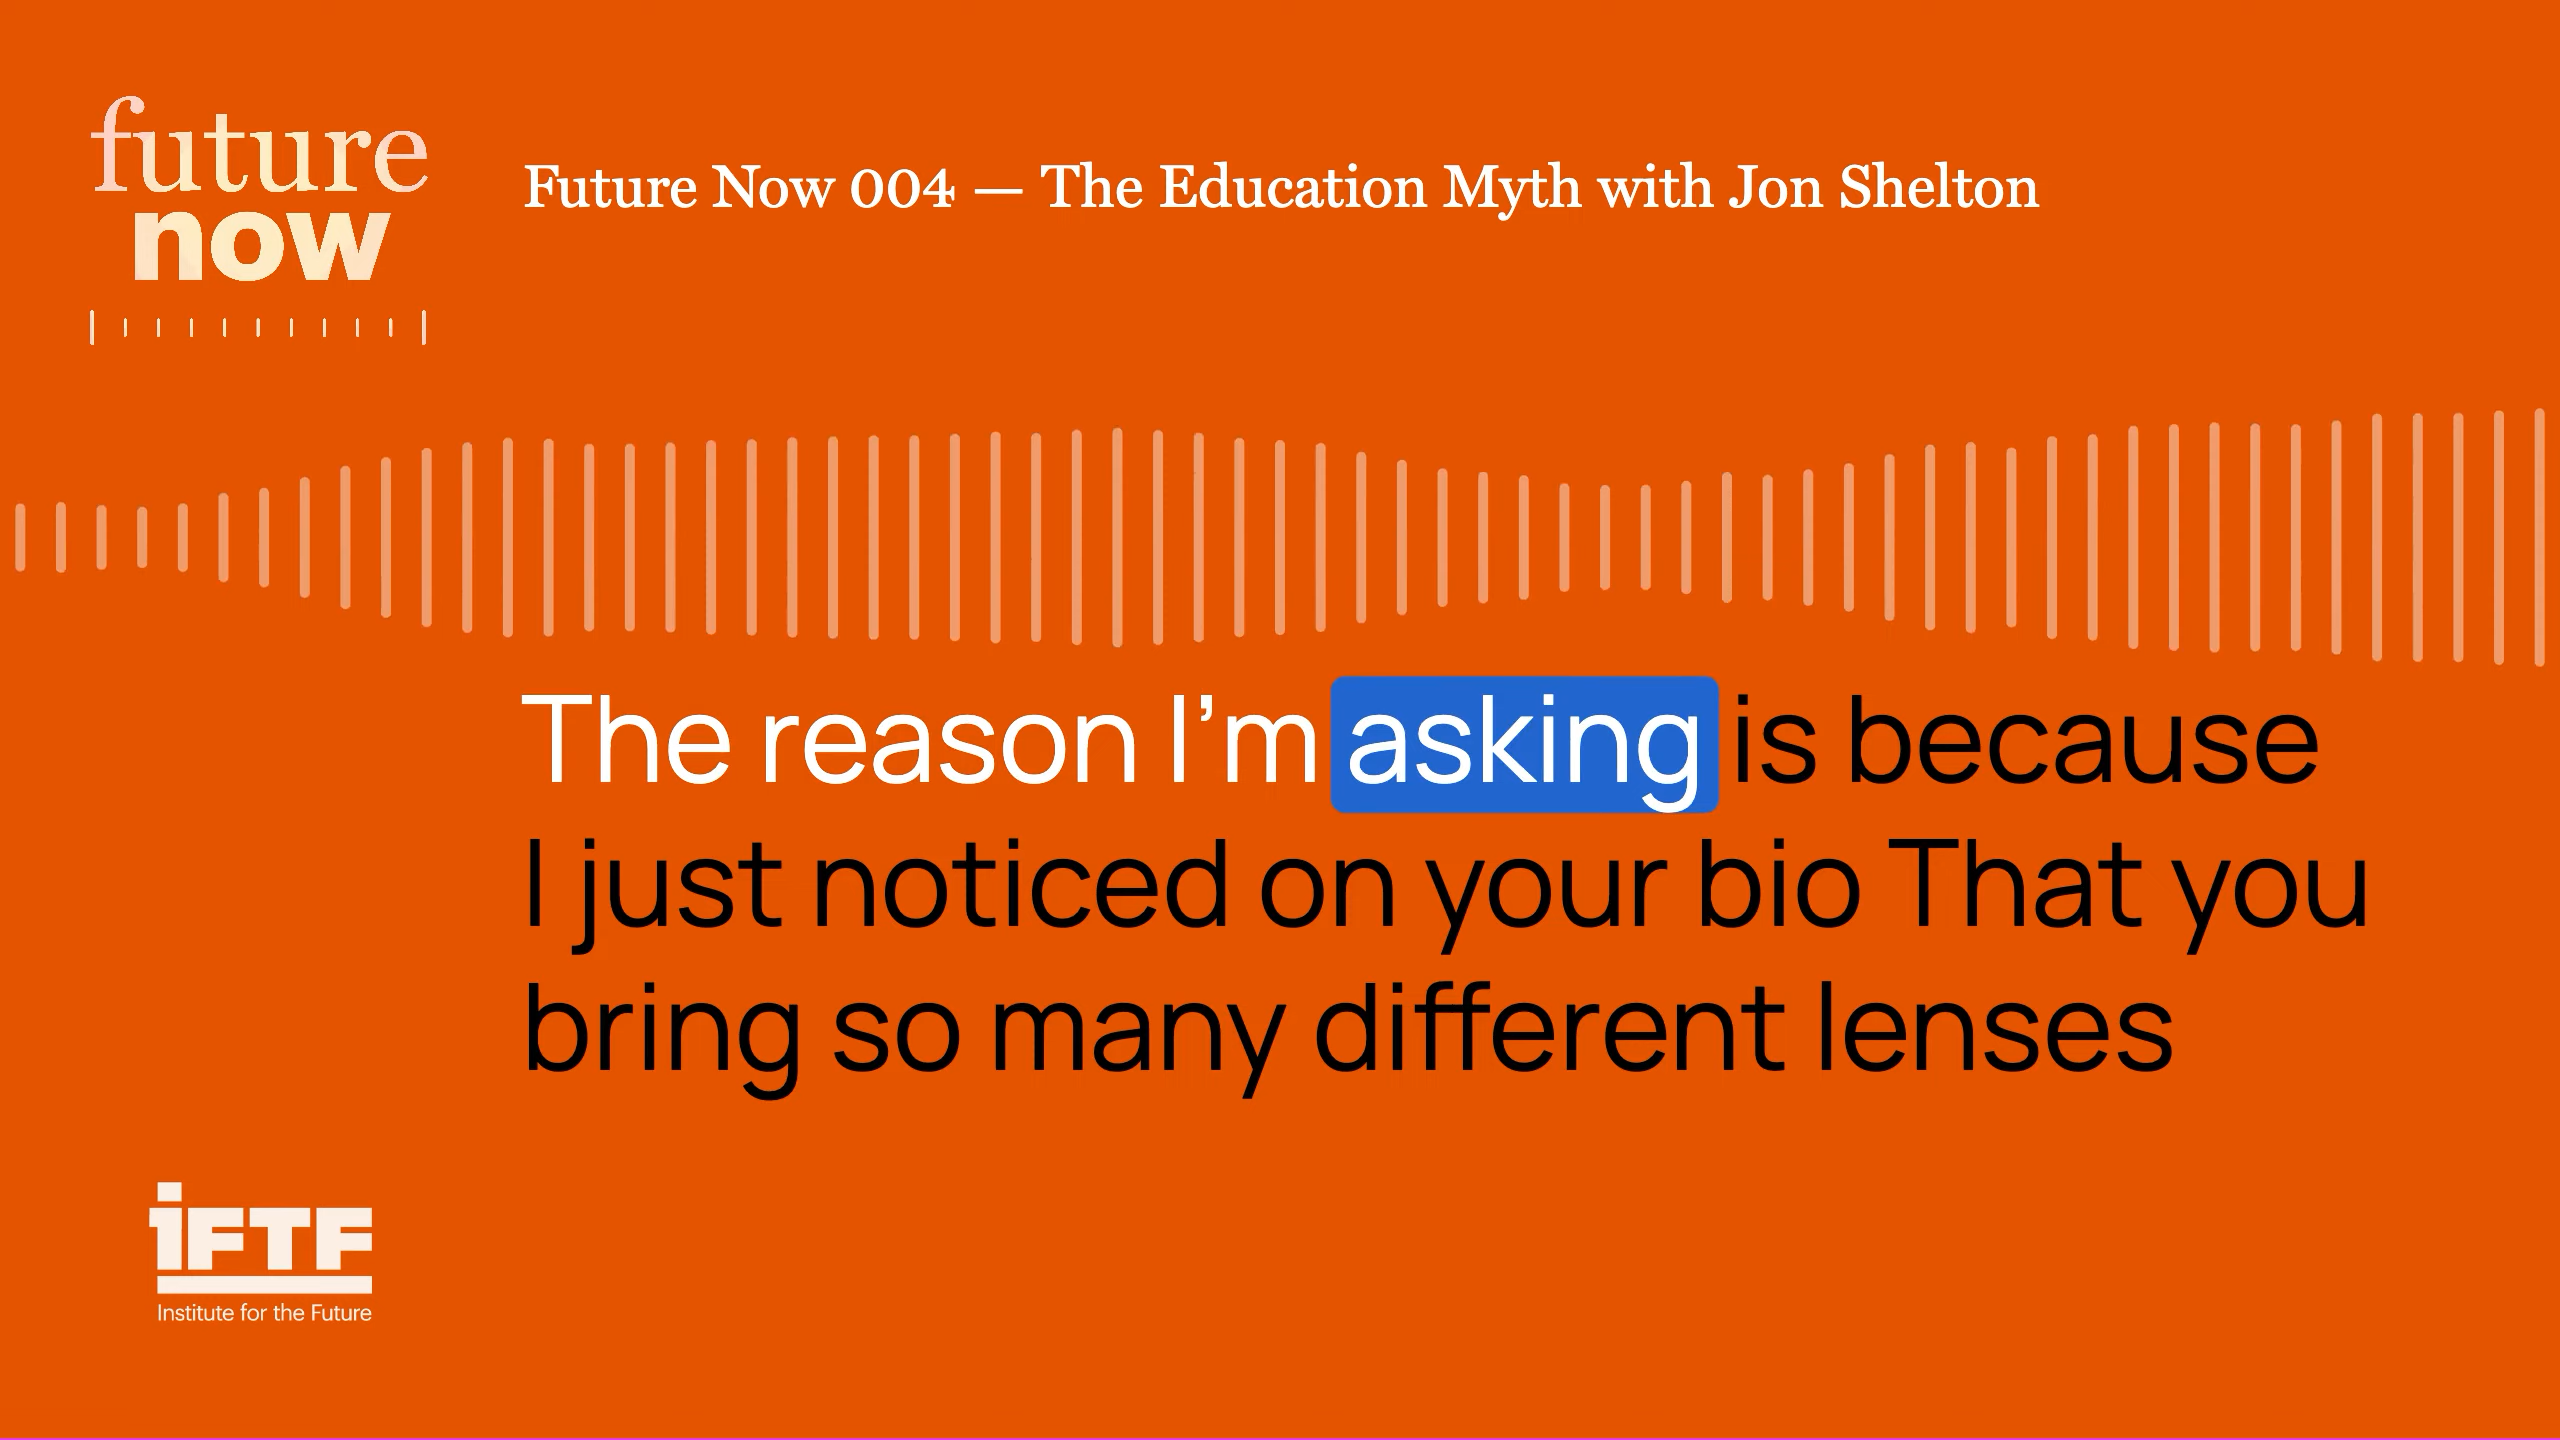 future
now
Future Now 004 — The Education Myth with Jon Shelton
The reason I’m asking is because
I just noticed on your bio That you
bring so many different lenses
iFTF
Institute for the Future